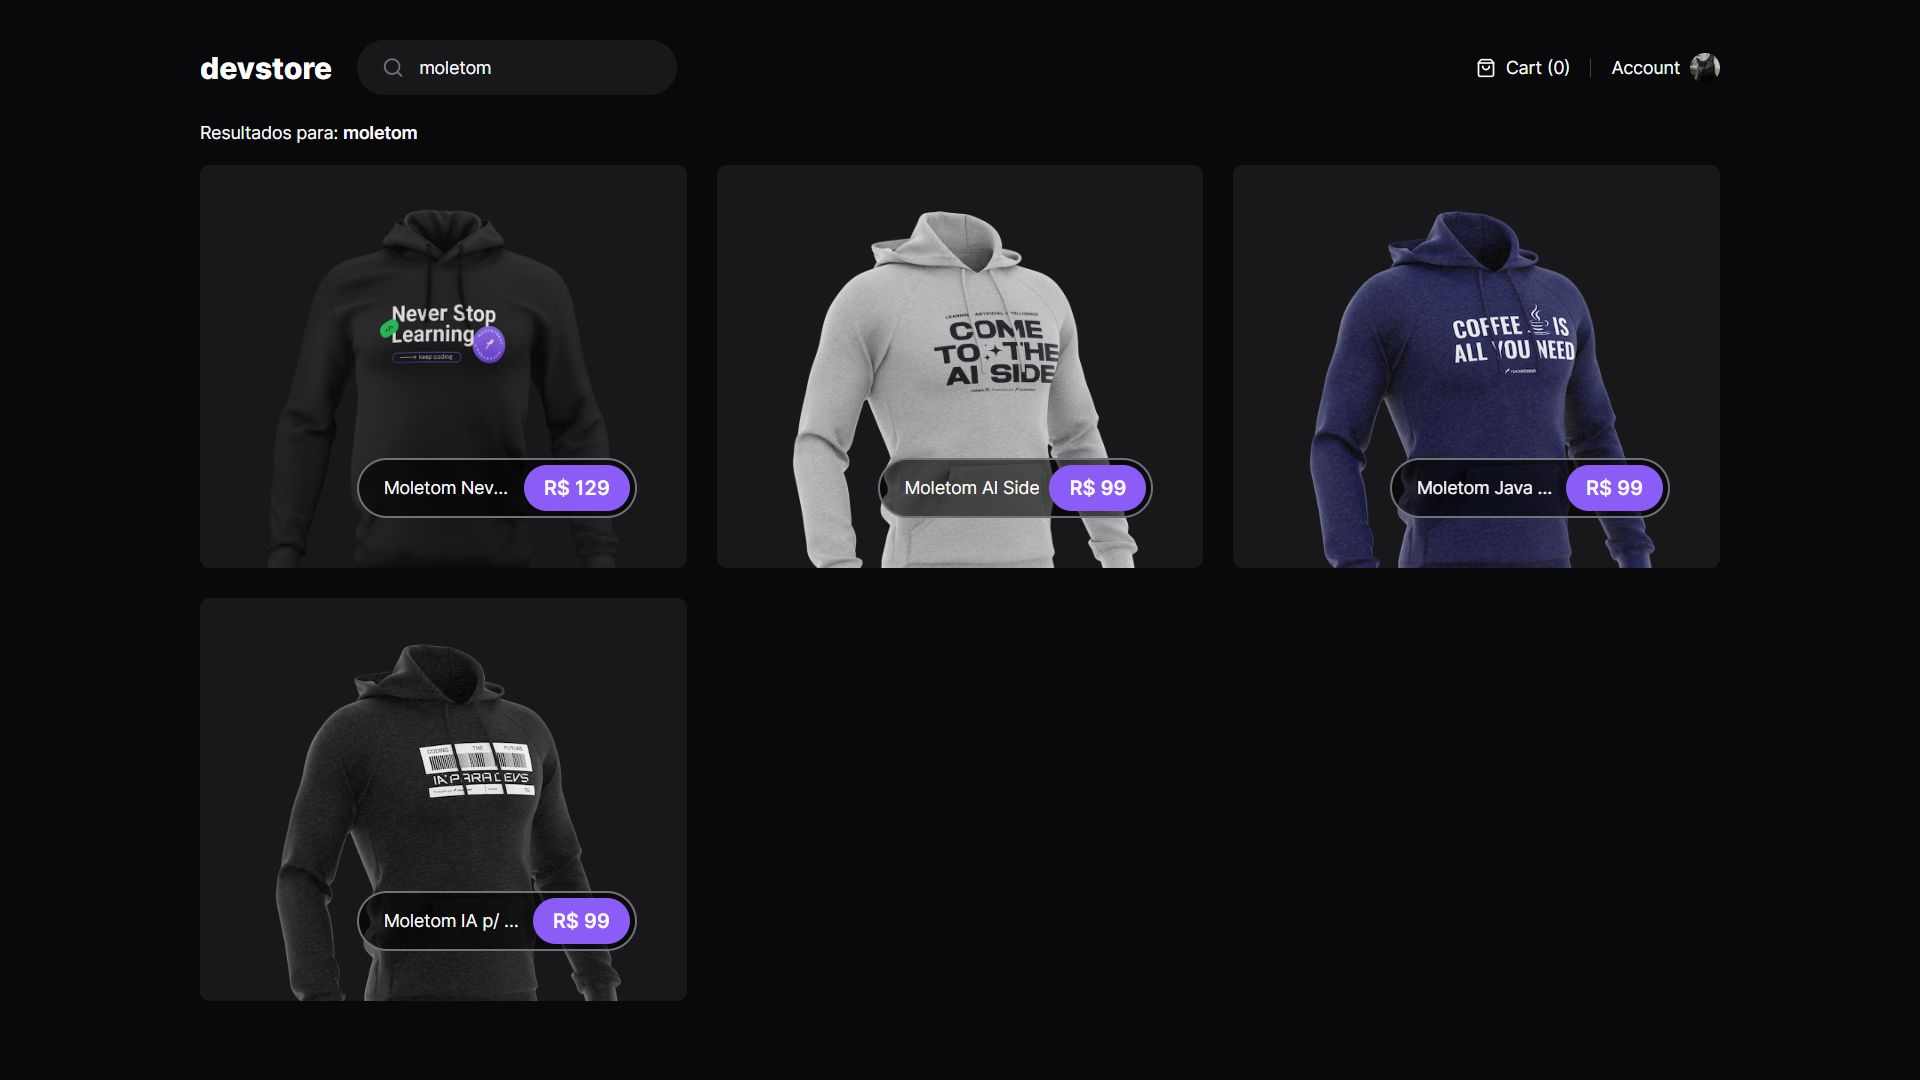 devstore
moletom
Cart (0)
Account
Resultados para: moletom
Never Stop
Learning
keep coding
Moletom Nev...
R$ 129
COME
TO THE
AI SIDE
Moletom AI Side
R$ 99
COFFEE IS
ALL YOU NEED
rocketseat
Moletom Java ...
R$ 99
CODING THE FUTURE
IA PARA DEVS
Moletom IA p/ ...
R$ 99